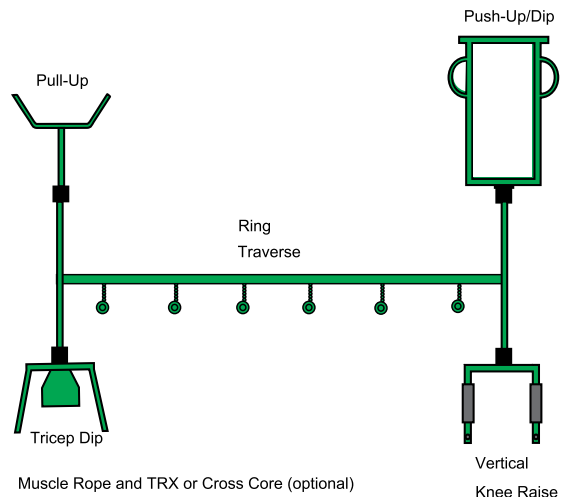 Push-Up/Dip
Pull-Up
Ring
Traverse
Tricep Dip
Vertical
Knee Raise
Muscle Rope and TRX or Cross Core (optional)